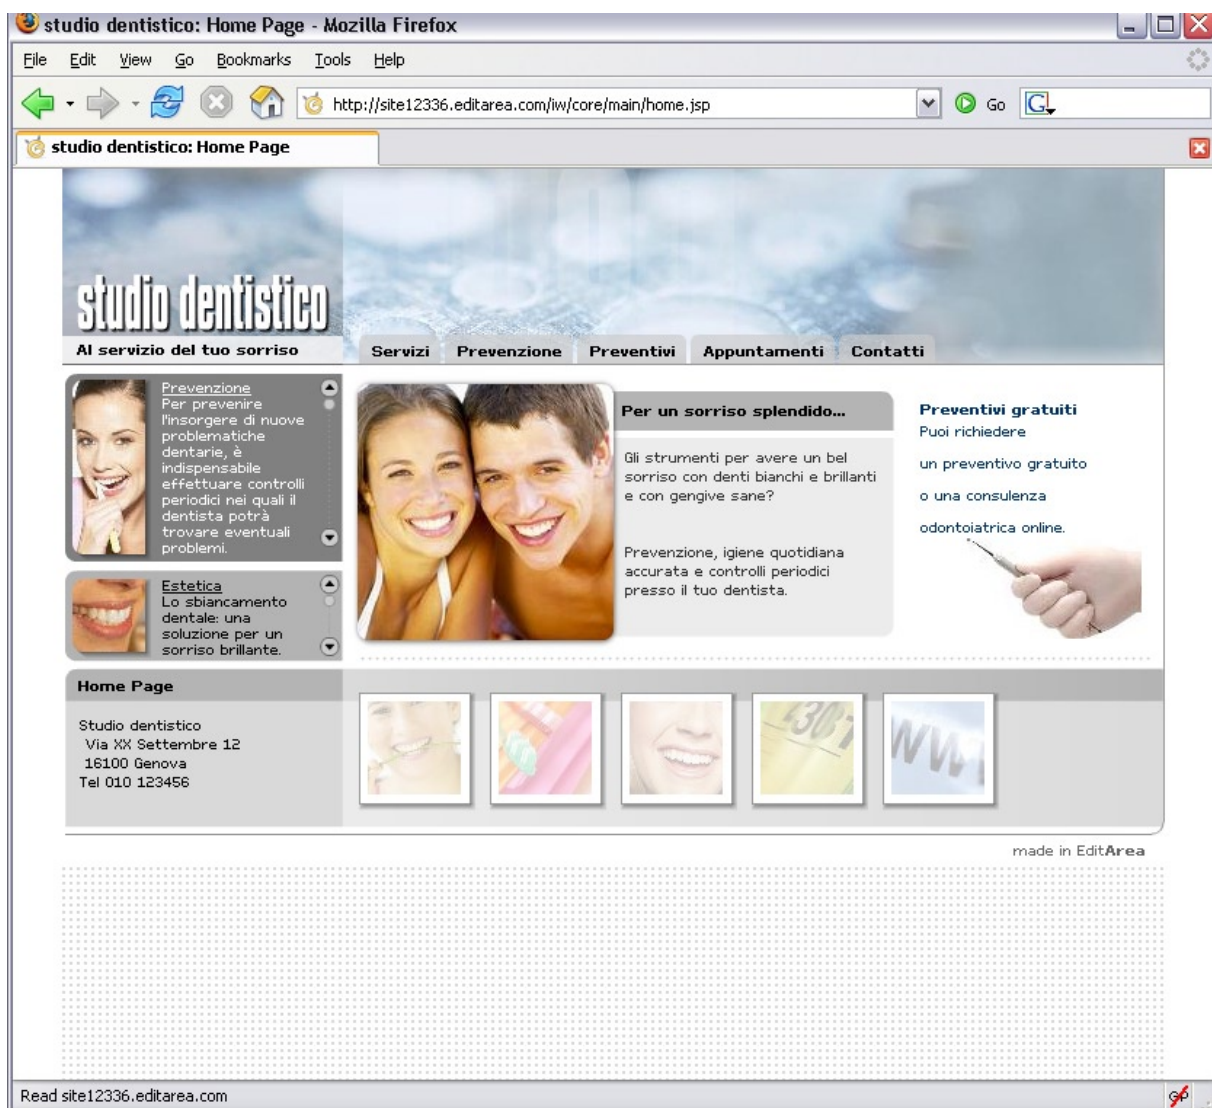 studio dentistico: Home Page - Mozilla Firefox
File Edit View Go Bookmarks Tools Help
http://site12336.editarea.com/iw/core/main/home.jsp Go G
studio dentistico: Home Page
studio dentistico
Al servizio del tuo sorriso
Servizi Prevenzione Preventivi Appuntamenti Contatti
Prevenzione
Per prevenire
l'insorgere di nuove
problematiche
dentarie, è
indispensabile
effettuare controlli
periodici nei quali il
dentista potrà
trovare eventuali
problemi.
Estetica
Lo sbiancamento
dentale: una
soluzione per un
sorriso brillante.
Per un sorriso splendido...
Gli strumenti per avere un bel
sorriso con denti bianchi e brillanti
e con gengive sane?
Prevenzione, igiene quotidiana
accurata e controlli periodici
presso il tuo dentista.
Preventivi gratuiti
Puoi richiedere
un preventivo gratuito
o una consulenza
odontoiatrica online.
Home Page
Studio dentistico
Via XX Settembre 12
16100 Genova
Tel 010 123456
4301
WWW
made in EditArea
Read site12336.editarea.com